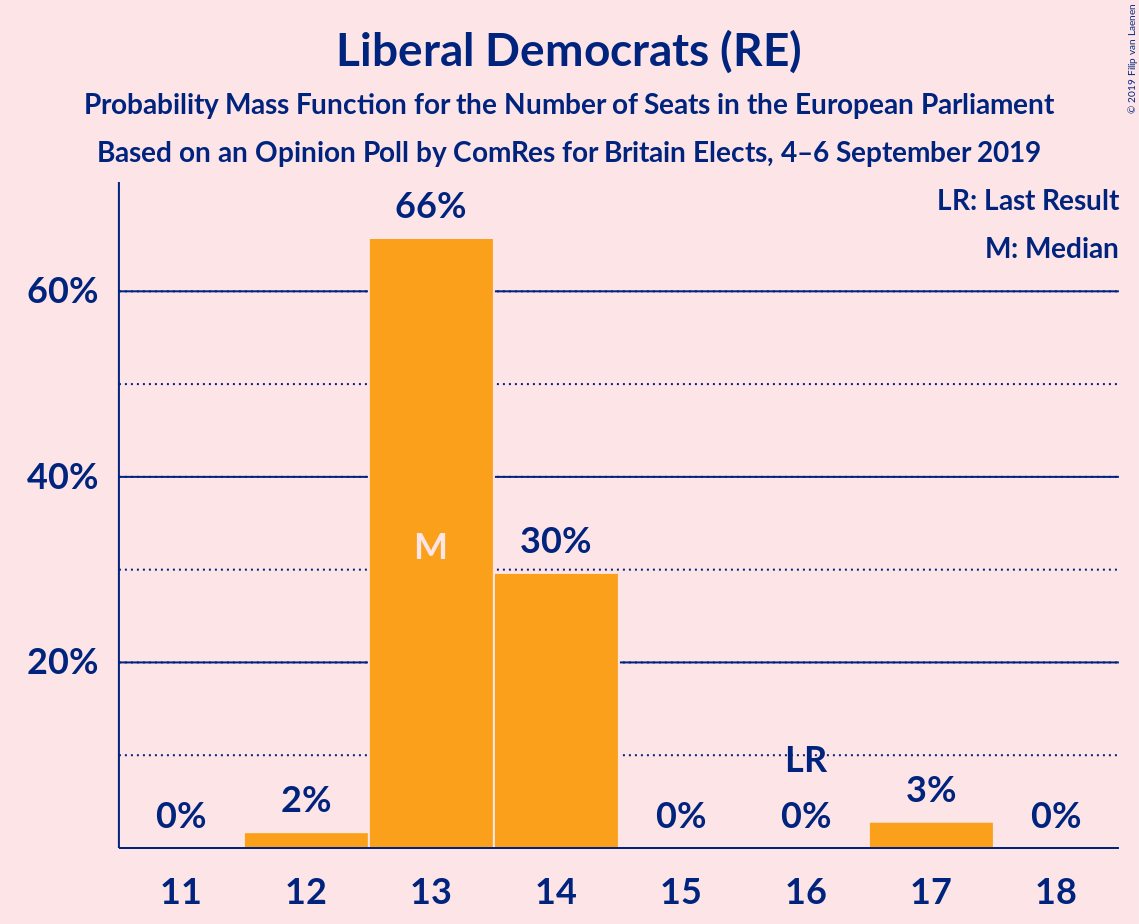 Liberal Democrats (RE)
Probability Mass Function for the Number of Seats in the European Parliament
Based on an Opinion Poll by ComRes for Britain Elects, 4–6 September 2019
© 2019 Filip van Laenen
LR: Last Result
M: Median
60%
40%
20%
0%
2%
66%
M
30%
0%
LR
0%
3%
0%
11 12 13 14 15 16 17 18